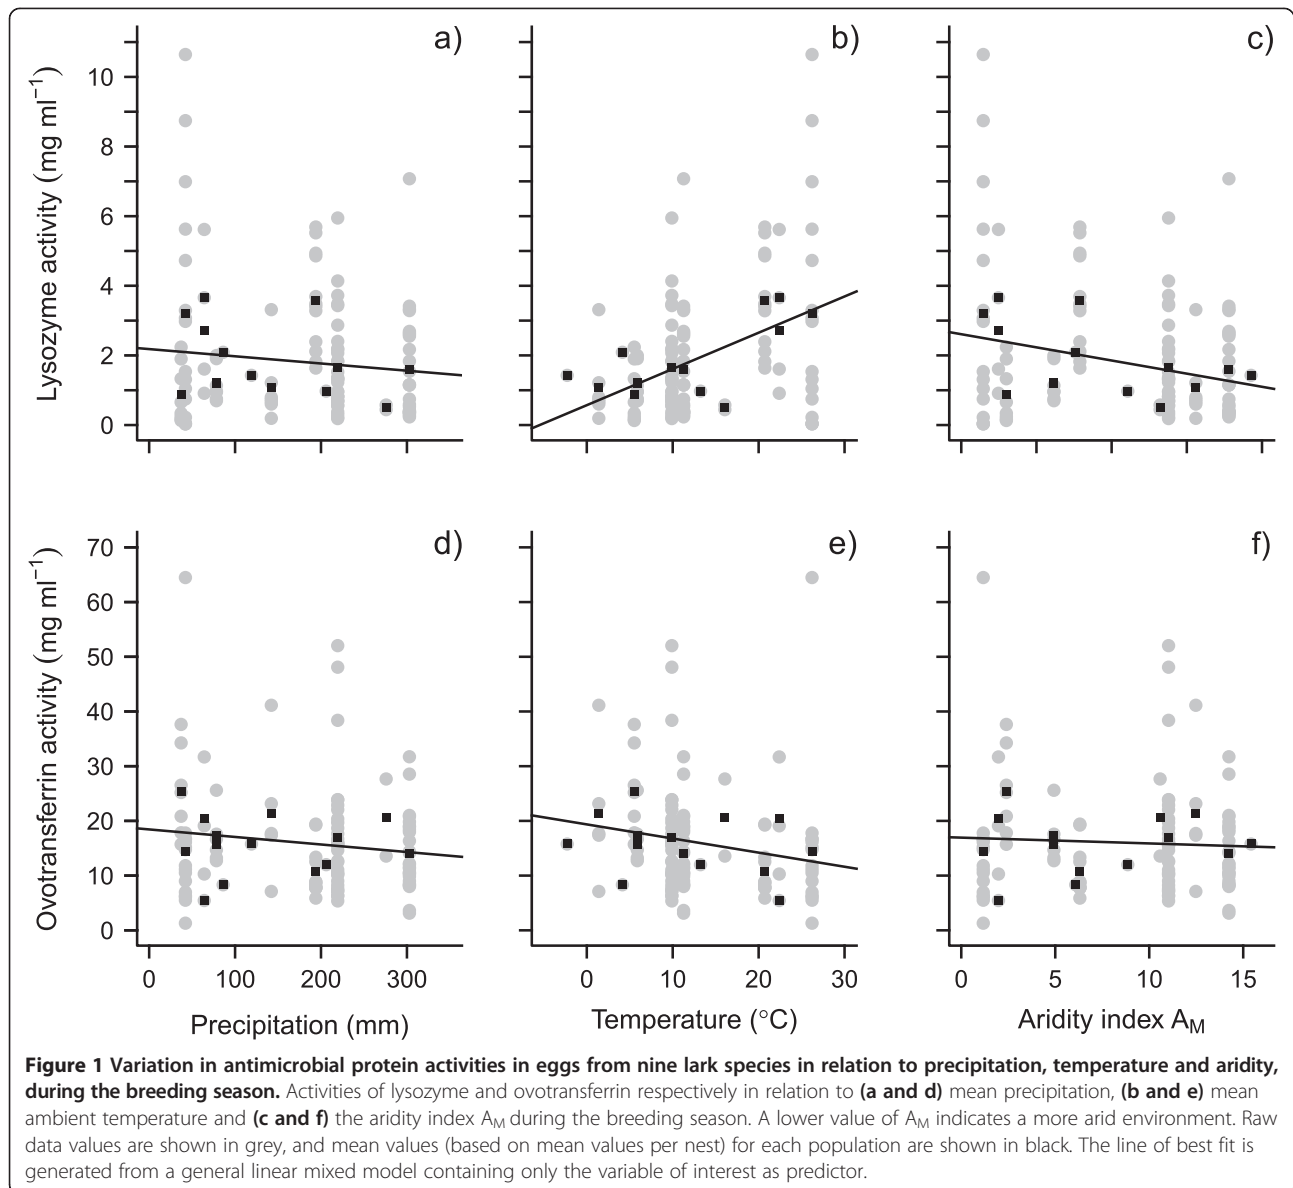 a)
b)
c)
Lysozyme activity (mg ml⁻¹)
10
8
6
4
2
0
d)
e)
f)
Ovotransferrin activity (mg ml⁻¹)
70
60
50
40
30
20
10
0
0 100 200 300
0 10 20 30
0 5 10 15
Precipitation (mm)
Temperature (°C)
Aridity index A_M
Figure 1 Variation in antimicrobial protein activities in eggs from nine lark species in relation to precipitation, temperature and aridity,
during the breeding season. Activities of lysozyme and ovotransferrin respectively in relation to (a and d) mean precipitation, (b and e) mean
ambient temperature and (c and f) the aridity index A_M during the breeding season. A lower value of A_M indicates a more arid environment. Raw
data values are shown in grey, and mean values (based on mean values per nest) for each population are shown in black. The line of best fit is
generated from a general linear mixed model containing only the variable of interest as predictor.